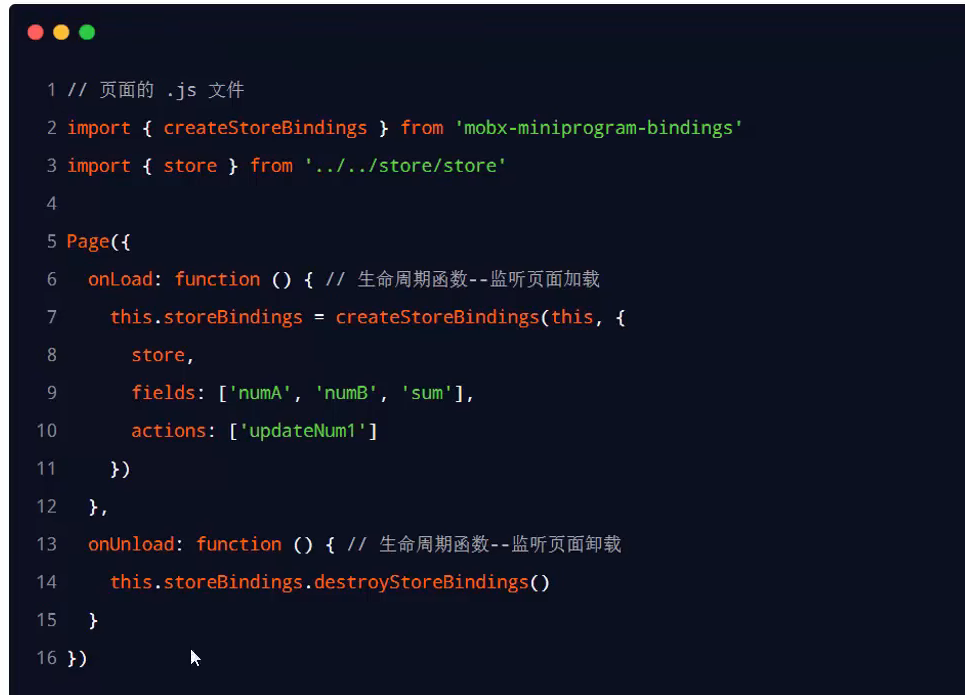 1 // 页面的 .js 文件
2 import { createStoreBindings } from 'mobx-miniprogram-bindings'
3 import { store } from '../../store/store'
4
5 Page({
6   onLoad: function () { // 生命周期函数--监听页面加载
7     this.storeBindings = createStoreBindings(this, {
8       store,
9       fields: ['numA', 'numB', 'sum'],
10       actions: ['updateNum1']
11     })
12   },
13   onUnload: function () { // 生命周期函数--监听页面卸载
14     this.storeBindings.destroyStoreBindings()
15   }
16 })